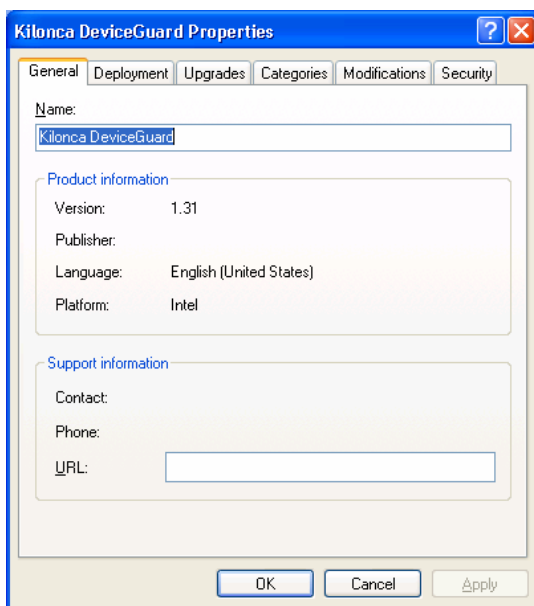 Kilonca DeviceGuard Properties
General Deployment Upgrades Categories Modifications Security
Name:
Kilonca DeviceGuard
Product information
Version: 1.31
Publisher:
Language: English (United States)
Platform: Intel
Support information
Contact:
Phone:
URL:
OK Cancel Apply